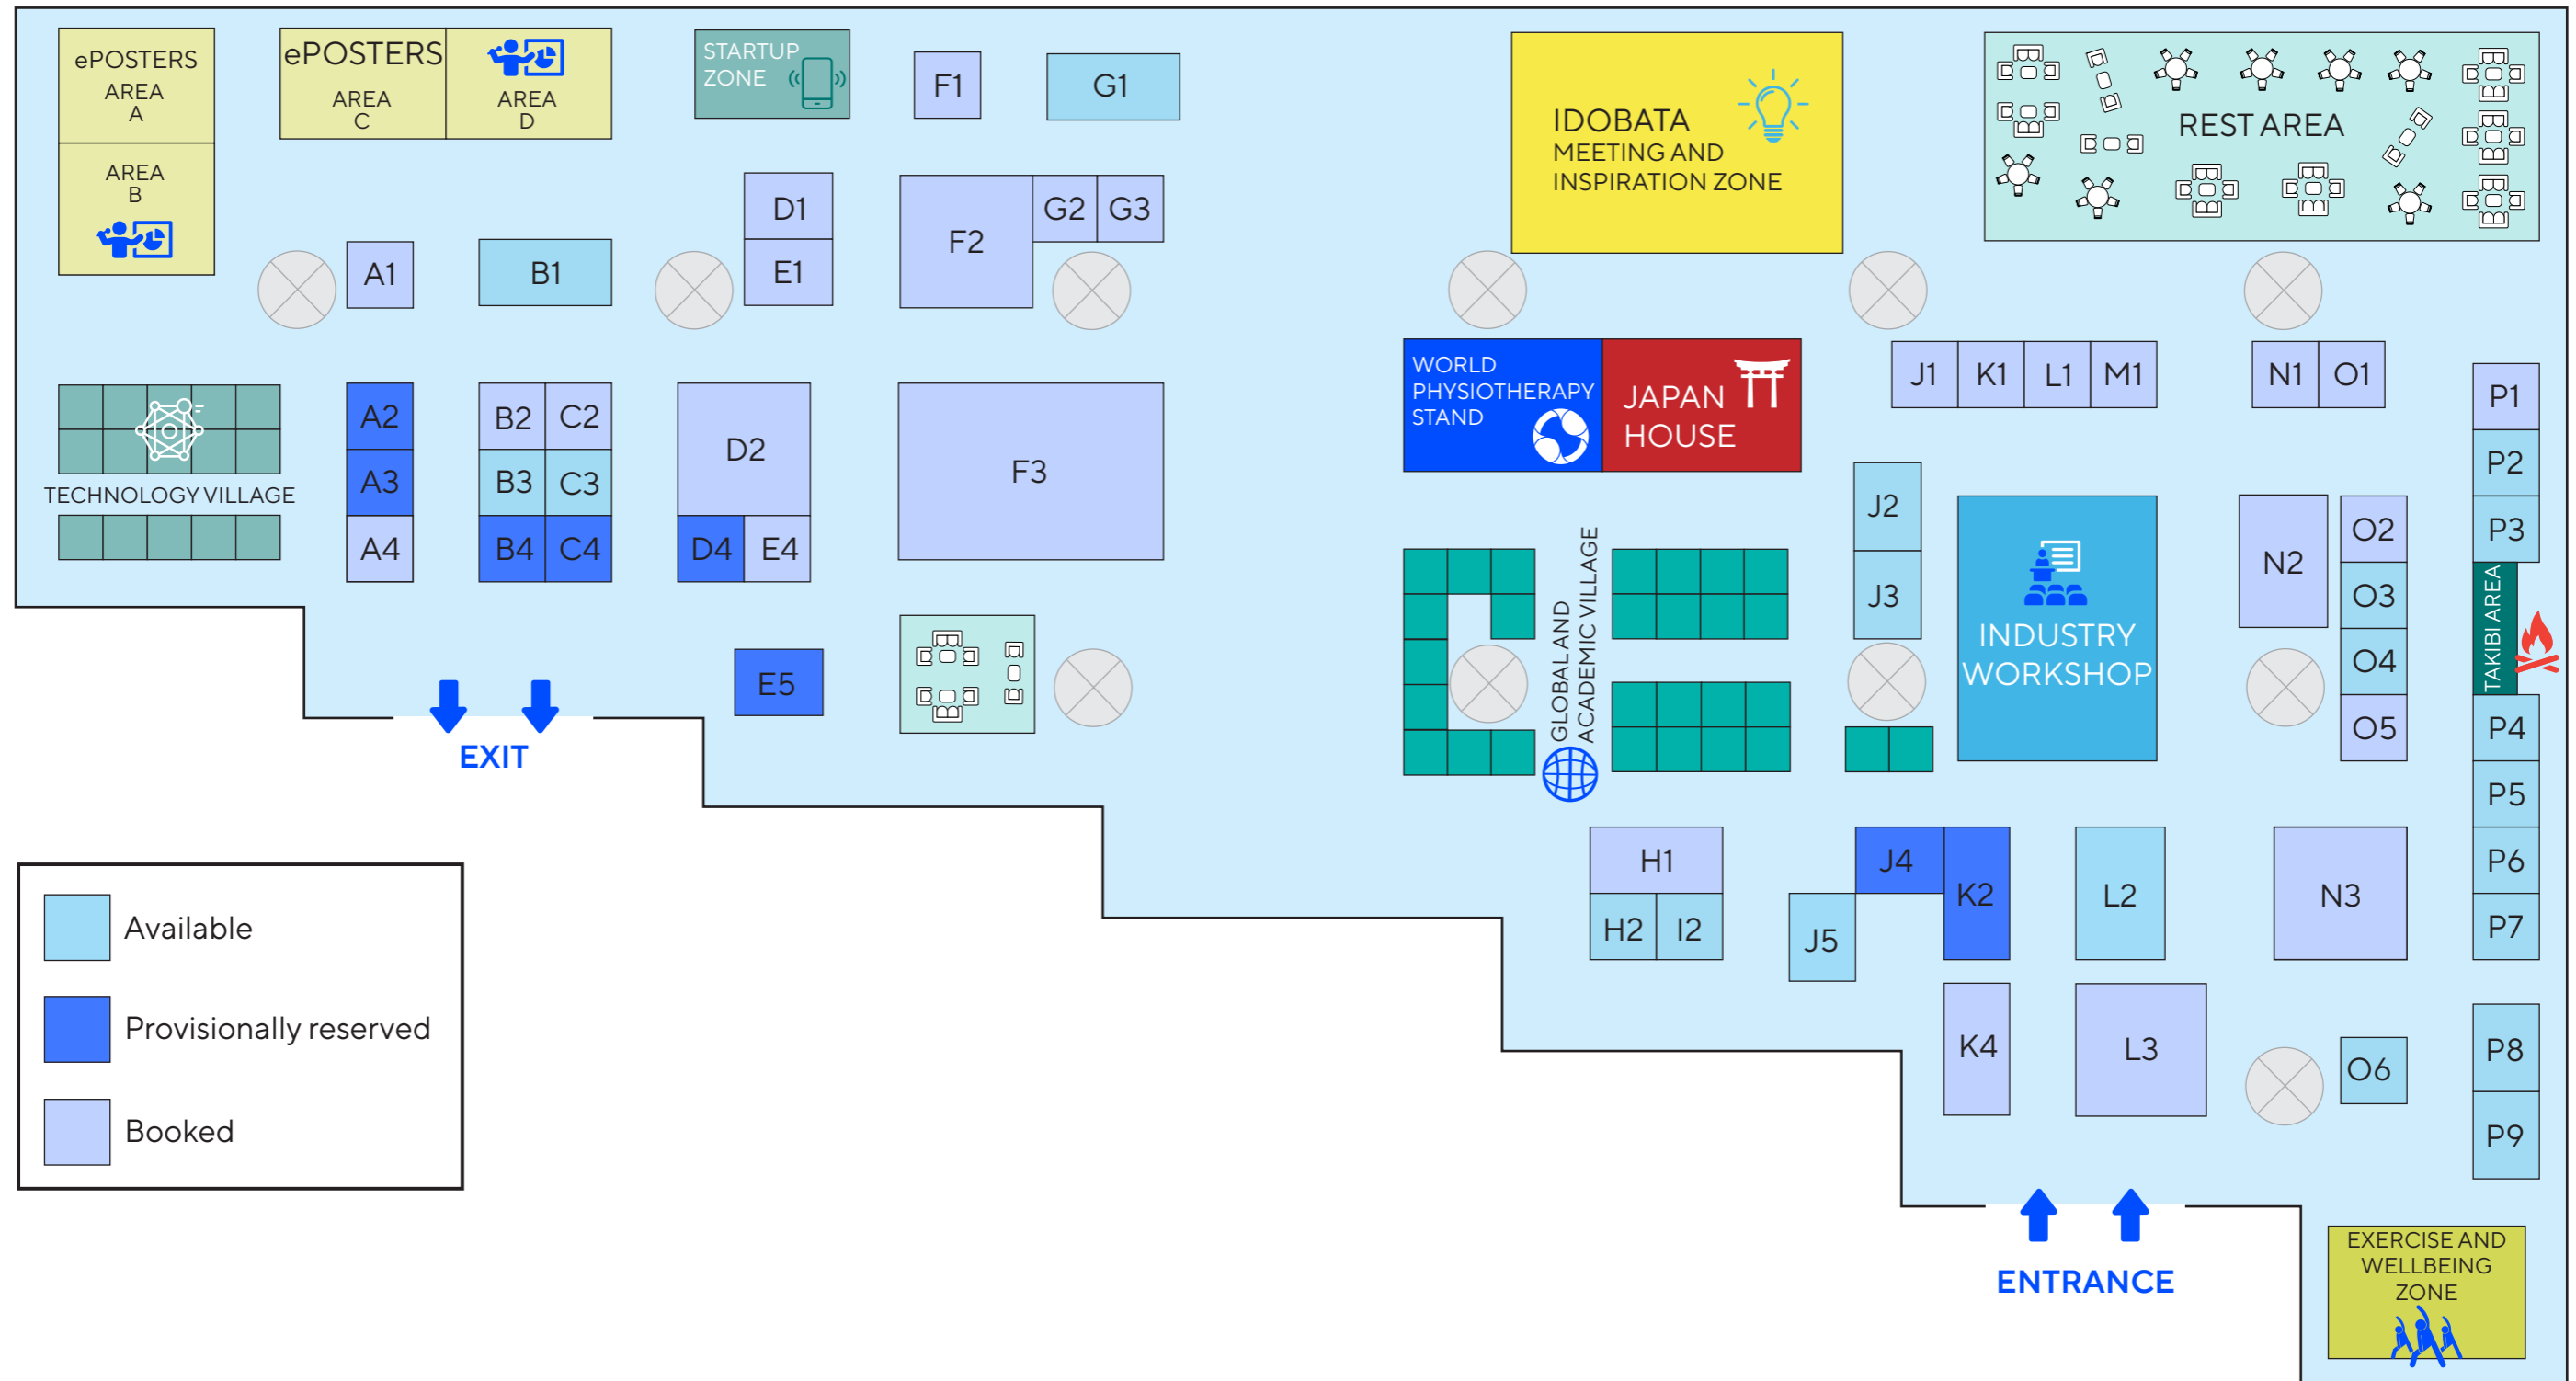 ePOSTERS
AREA
A
AREA
B
ePOSTERS
AREA
C
AREA
D
STARTUP
ZONE
F1
G1
IDOBATA
MEETING AND
INSPIRATION ZONE
REST AREA
D1
E1
F2
G2
G3
A1
B1
WORLD
PHYSIOTHERAPY
STAND
JAPAN
HOUSE
J1
K1
L1
M1
N1
O1
P1
P2
P3
TECHNOLOGY VILLAGE
A2
A3
A4
B2
C2
B3
C3
B4
C4
D2
D4
E4
F3
E5
GLOBAL AND
ACADEMIC VILLAGE
J2
J3
INDUSTRY
WORKSHOP
N2
O2
O3
O4
O5
TAKIBI AREA
P4
P5
P6
P7
EXIT
H1
H2
I2
J4
K2
J5
L2
N3
K4
L3
O6
P8
P9
Available
Provisionally reserved
Booked
ENTRANCE
EXERCISE AND
WELLBEING
ZONE